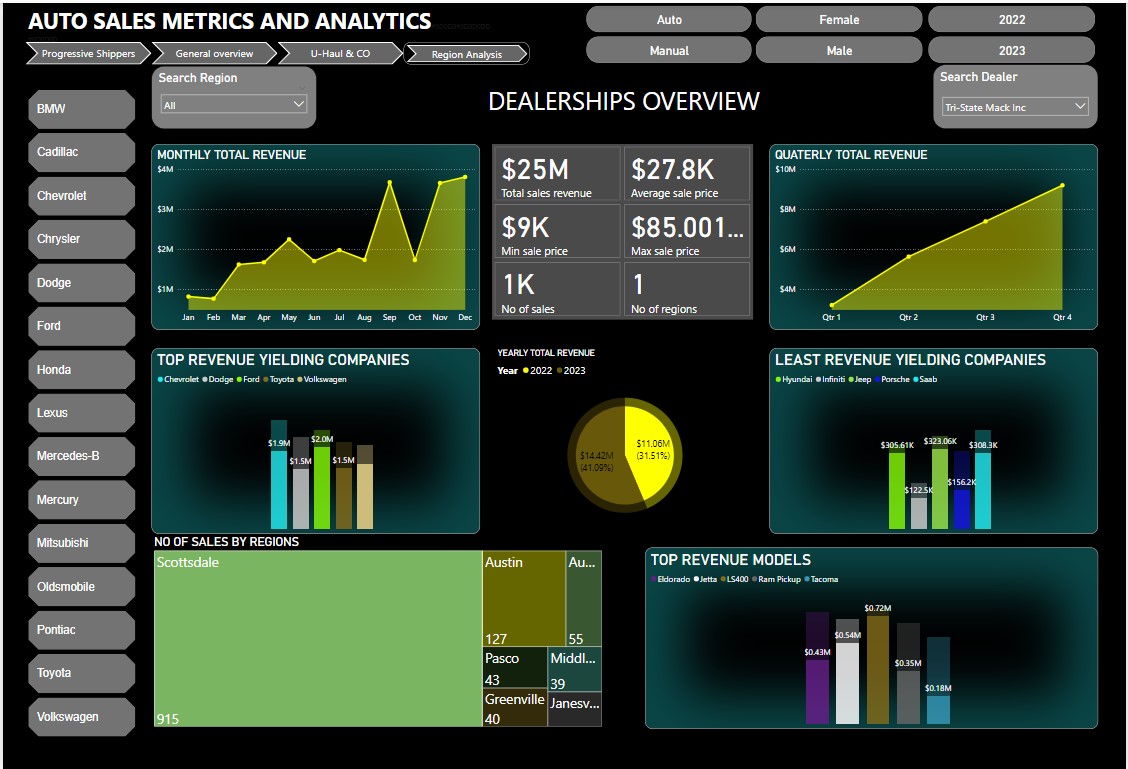 AUTO SALES METRICS AND ANALYTICS
Auto
Female
2022
Manual
Male
2023
Progressive Shippers
General overview
U-Haul & CO
Region Analysis
Search Region
All
DEALERSHIPS OVERVIEW
Search Dealer
Tri-State Mack Inc
BMW
Cadillac
Chevrolet
Chrysler
Dodge
Ford
Honda
Lexus
Mercedes-B
Mercury
Mitsubishi
Oldsmobile
Pontiac
Toyota
Volkswagen
MONTHLY TOTAL REVENUE
$4M
$3M
$2M
$1M
Jan Feb Mar Apr May Jun Jul Aug Sep Oct Nov Dec
$25M
Total sales revenue
$27.8K
Average sale price
$9K
Min sale price
$85.001...
Max sale price
1K
No of sales
1
No of regions
QUATERLY TOTAL REVENUE
$10M
$8M
$6M
$4M
Qtr 1 Qtr 2 Qtr 3 Qtr 4
TOP REVENUE YIELDING COMPANIES
Chevrolet Dodge Ford Toyota Volkswagen
$1.9M
$1.5M
$2.0M
$1.5M
YEARLY TOTAL REVENUE
Year 2022 2023
$11.06M
(31.51%)
$14.42M
(41.09%)
LEAST REVENUE YIELDING COMPANIES
Hyundai Infiniti Jeep Porsche Saab
$305.61K
$122.5K
$323.06K
$156.2K
$308.3K
NO OF SALES BY REGIONS
Scottsdale
915
Austin
127
Au...
55
Pasco
43
Middl...
39
Greenville
40
Janesv...
TOP REVENUE MODELS
Eldorado Jetta LS400 Ram Pickup Tacoma
$0.43M
$0.54M
$0.72M
$0.35M
$0.18M